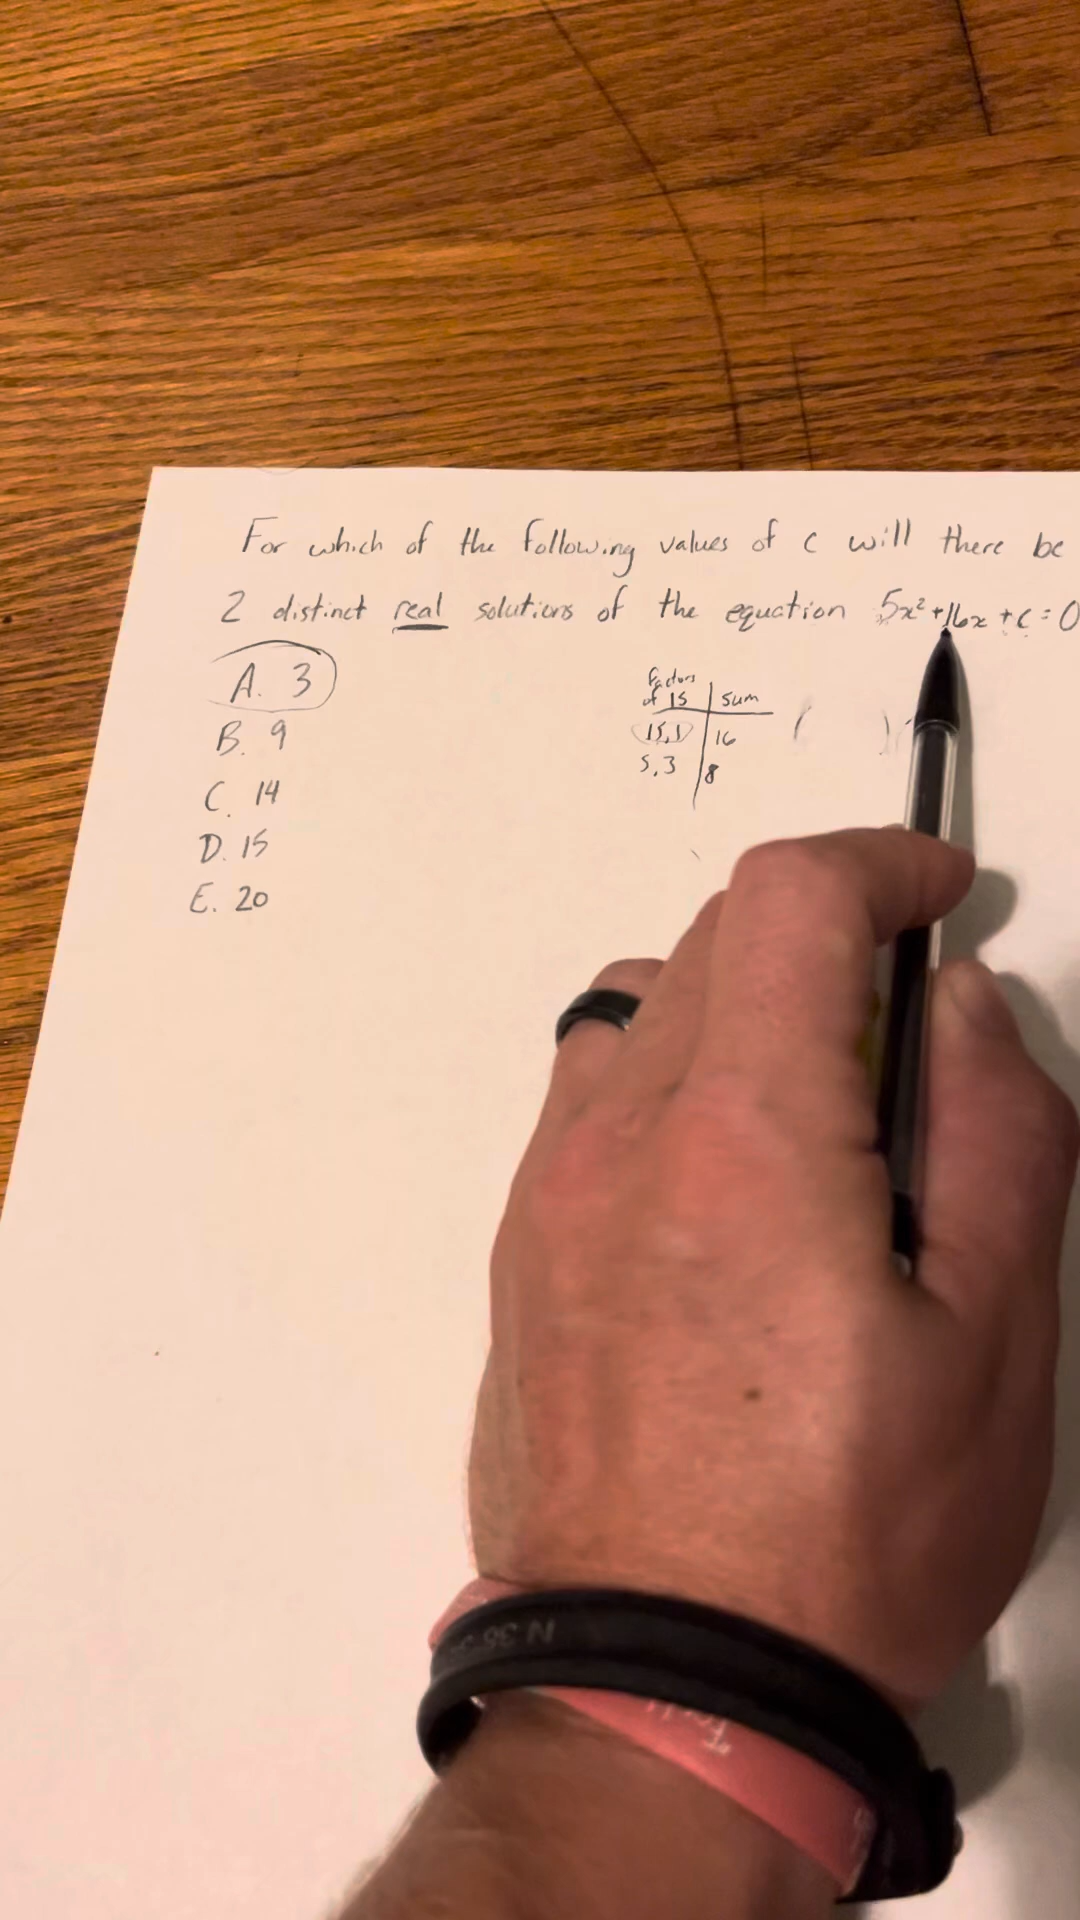 For which of the following values of c will there be
2 distinct real solutions of the equation 5x² + 16x + c = 0
A. 3
B. 9
C. 14
D. 15
E. 20
factors
of 15 | sum
15,1 | 16
5,3 | 8
( )(
N 36